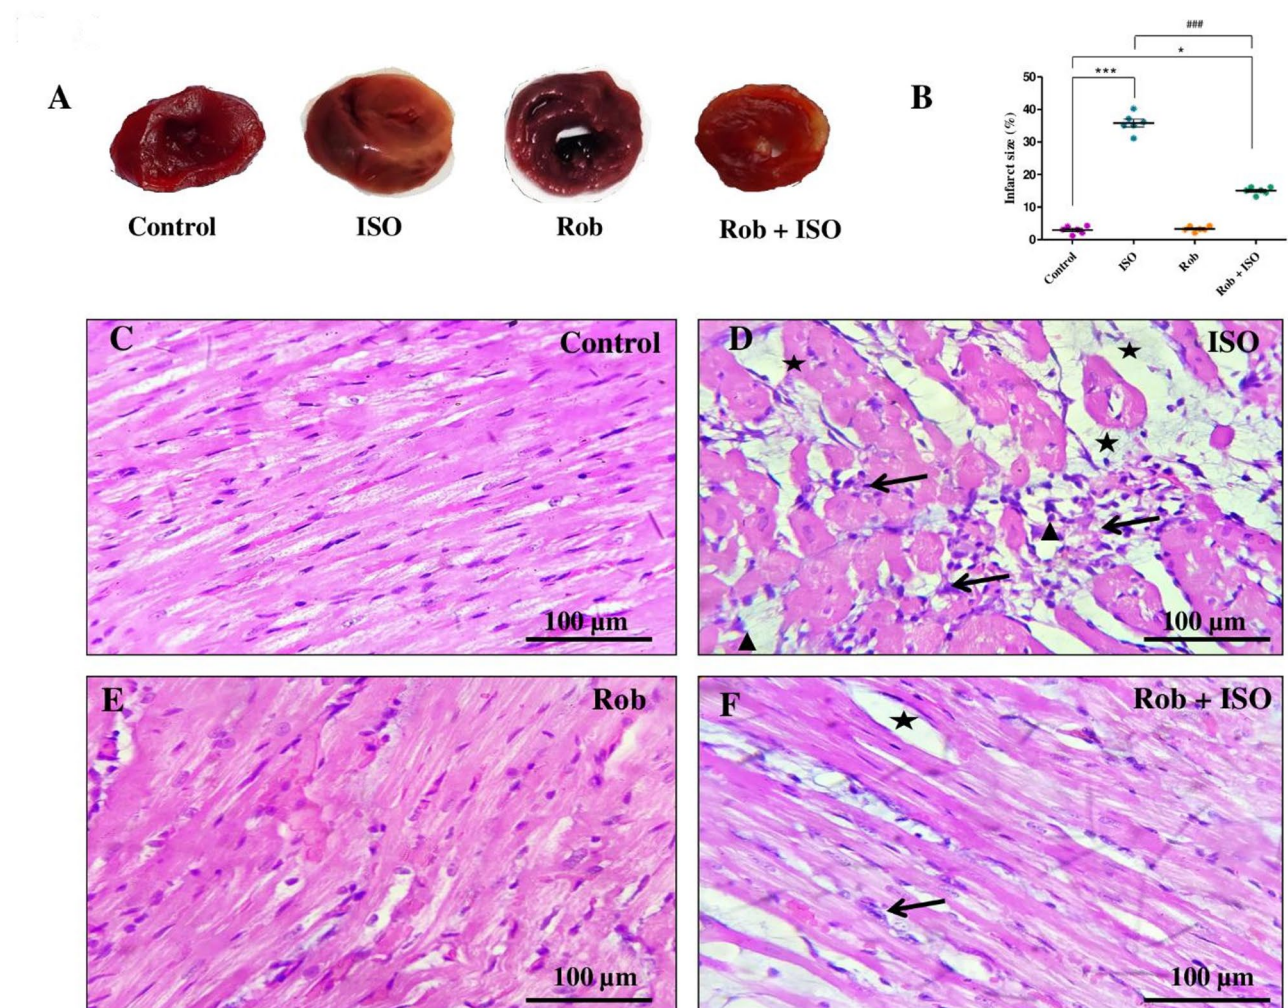 A
Control
ISO
Rob
Rob + ISO
B
###
*
***
Infarct size (%)
50
40
30
20
10
0
Control
ISO
Rob
Rob + ISO
C
Control
100 µm
D
ISO
100 µm
E
Rob
100 µm
F
Rob + ISO
100 µm